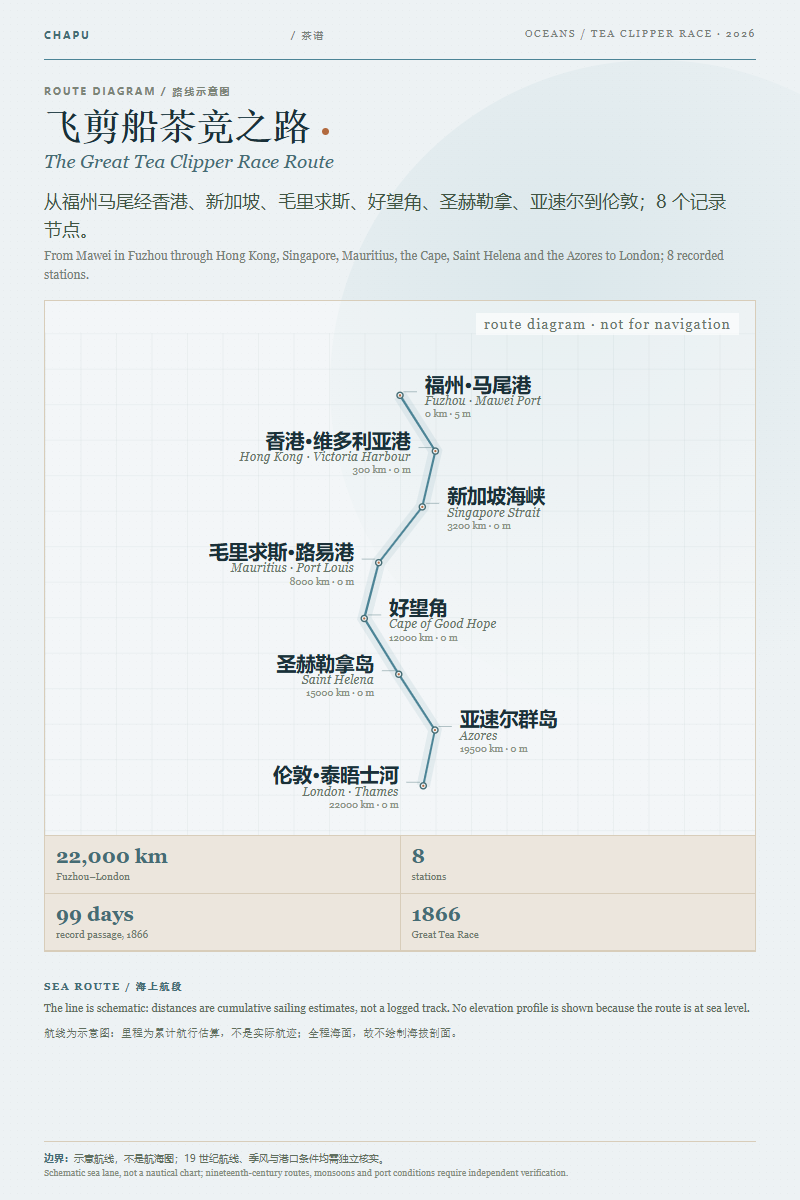 CHAPU / 茶谱 OCEANS / TEA CLIPPER RACE · 2026
ROUTE DIAGRAM / 路线示意图
飞剪船茶竞之路
The Great Tea Clipper Race Route
从福州马尾经香港、新加坡、毛里求斯、好望角、圣赫勒拿、亚速尔到伦敦；8 个记录
节点。
From Mawei in Fuzhou through Hong Kong, Singapore, Mauritius, the Cape, Saint Helena and the Azores to London; 8 recorded
stations.
route diagram · not for navigation
福州·马尾港
Fuzhou · Mawei Port
0 km · 5 m
香港·维多利亚港
Hong Kong · Victoria Harbour
300 km · 0 m
新加坡海峡
Singapore Strait
3200 km · 0 m
毛里求斯·路易港
Mauritius · Port Louis
8000 km · 0 m
好望角
Cape of Good Hope
12000 km · 0 m
圣赫勒拿岛
Saint Helena
15000 km · 0 m
亚速尔群岛
Azores
19500 km · 0 m
伦敦·泰晤士河
London · Thames
22000 km · 0 m
22,000 km
Fuzhou–London
8
stations
99 days
record passage, 1866
1866
Great Tea Race
SEA ROUTE / 海上航段
The line is schematic: distances are cumulative sailing estimates, not a logged track. No elevation profile is shown because the route is at sea level.
航线为示意图：里程为累计航行估算，不是实际航迹；全程海面，故不绘制海拔剖面。
边界：示意航线，不是航海图；19 世纪航线、季风与港口条件均需独立核实。
Schematic sea lane, not a nautical chart; nineteenth-century routes, monsoons and port conditions require independent verification.